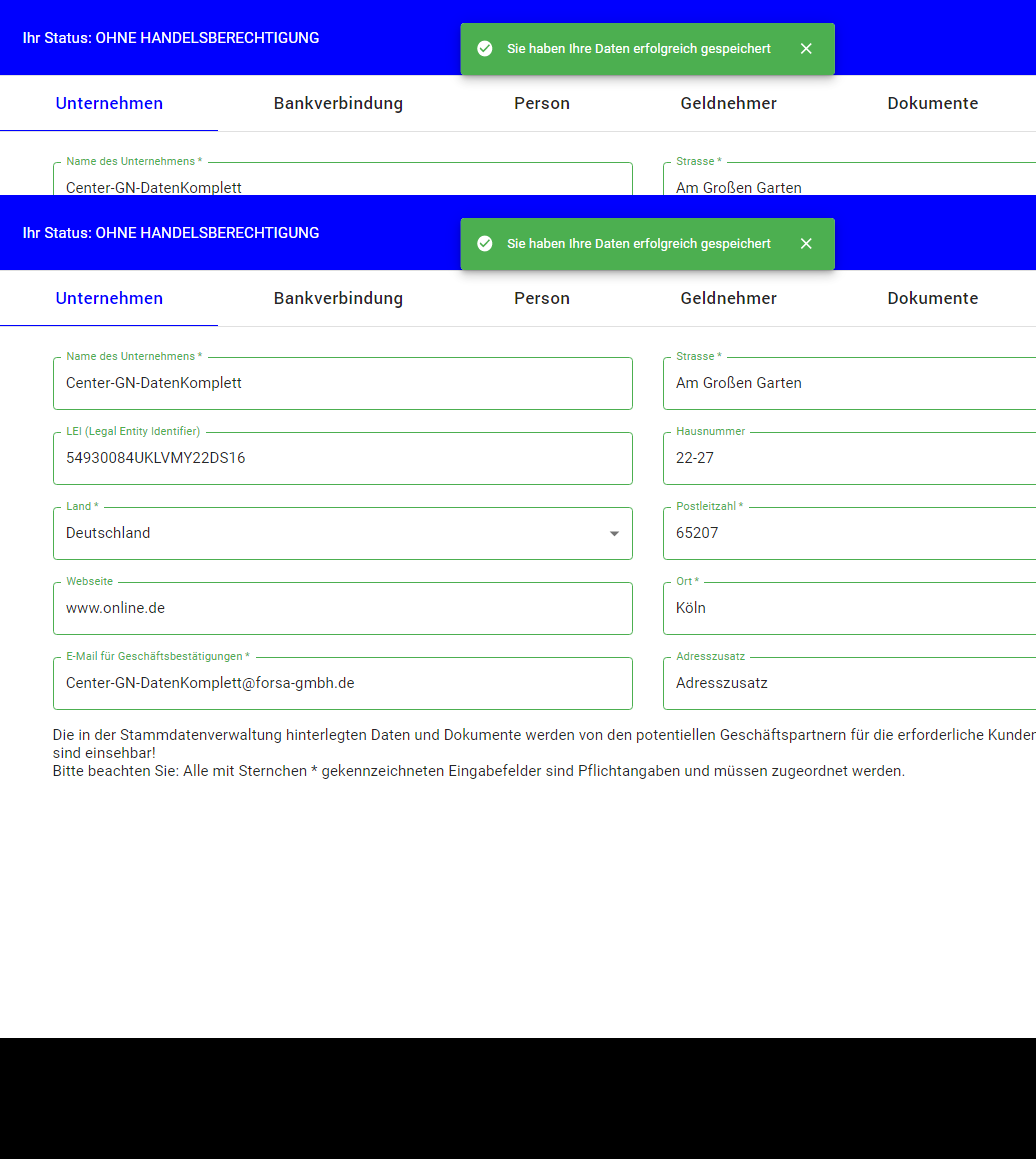 Ihr Status: OHNE HANDELSBERECHTIGUNG
Sie haben Ihre Daten erfolgreich gespeichert
Unternehmen Bankverbindung Person Geldnehmer Dokumente
Name des Unternehmens * Strasse *
Center-GN-DatenKomplett Am Großen Garten
Ihr Status: OHNE HANDELSBERECHTIGUNG
Sie haben Ihre Daten erfolgreich gespeichert
Unternehmen Bankverbindung Person Geldnehmer Dokumente
Name des Unternehmens * Strasse *
Center-GN-DatenKomplett Am Großen Garten
LEI (Legal Entity Identifier) Hausnummer
54930084UKLVMY22DS16 22-27
Land * Postleitzahl *
Deutschland 65207
Webseite Ort *
www.online.de Köln
E-Mail für Geschäftsbestätigungen * Adresszusatz
Center-GN-DatenKomplett@forsa-gmbh.de Adresszusatz
Die in der Stammdatenverwaltung hinterlegten Daten und Dokumente werden von den potentiellen Geschäftspartnern für die erforderliche Kunden
sind einsehbar!
Bitte beachten Sie: Alle mit Sternchen * gekennzeichneten Eingabefelder sind Pflichtangaben und müssen zugeordnet werden.